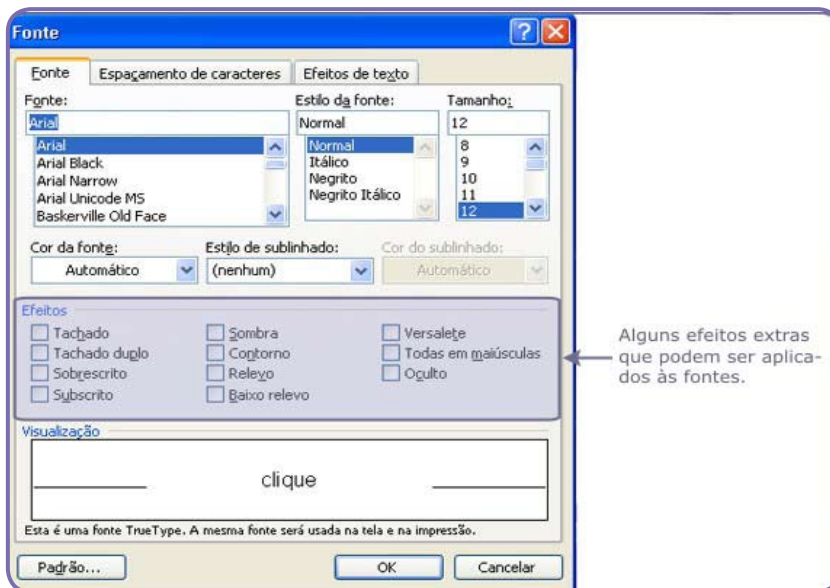 Fonte
Fonte Espaçamento de caracteres Efeitos de texto
Fonte: Estilo da fonte: Tamanho:
Arial Normal 12
Arial Normal 8
Arial Black Itálico 9
Arial Narrow Negrito 10
Arial Unicode MS Negrito Itálico 11
Baskerville Old Face 12
Cor da fonte: Estilo de sublinhado: Cor do sublinhado:
Automático (nenhum) Automático
Efeitos
Tachado Sombra Versalete
Tachado duplo Contorno Todas em maiúsculas
Sobrescrito Relevo Oculto
Subscrito Baixo relevo
Alguns efeitos extras
que podem ser aplica-
dos às fontes.
Visualização
clique
Esta é uma fonte TrueType. A mesma fonte será usada na tela e na impressão.
Padrão... OK Cancelar